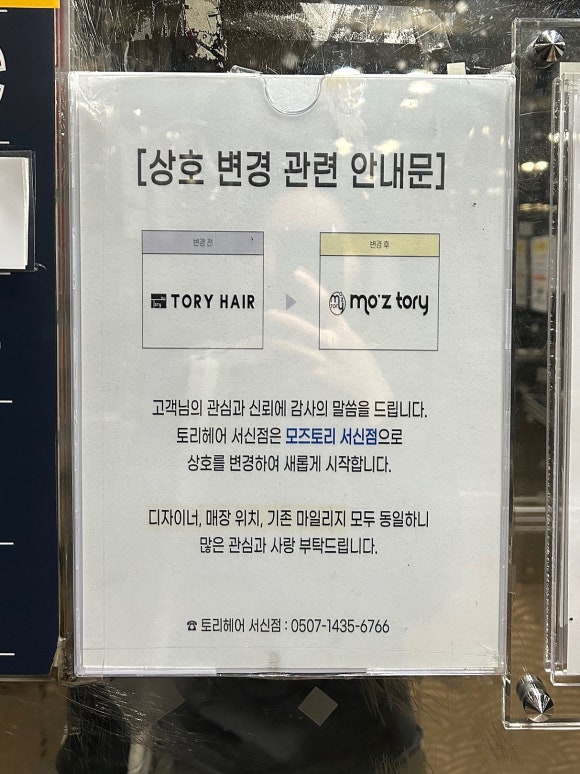 [상호 변경 관련 안내문]
변경 전
변경 후
TORY HAIR
mo'z tory
고객님의 관심과 신뢰에 감사의 말씀을 드립니다.
토리헤어 서신점은 모즈토리 서신점으로
상호를 변경하여 새롭게 시작합니다.
디자이너, 매장 위치, 기존 마일리지 모두 동일하니
많은 관심과 사랑 부탁드립니다.
☎ 토리헤어 서신점 : 0507-1435-6766